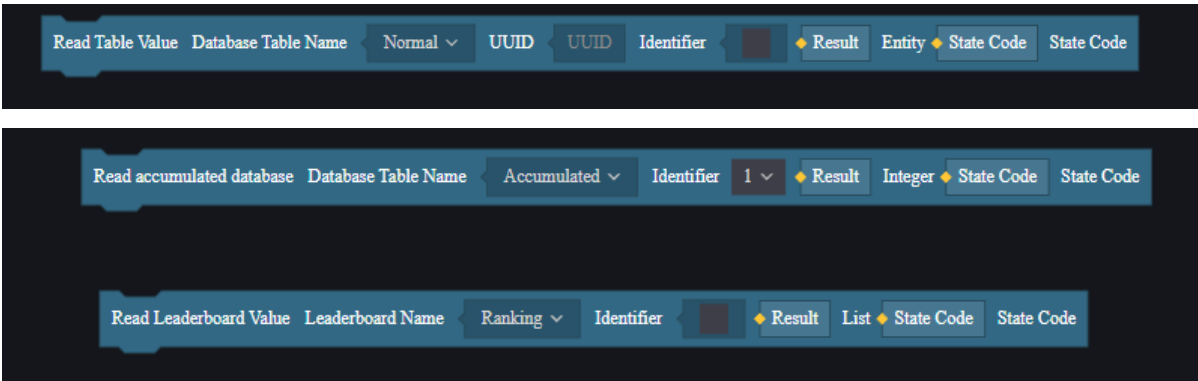 Read Table Value Database Table Name Normal UUID UUID Identifier Result Entity State Code State Code
Read accumulated database Database Table Name Accumulated Identifier 1 Result Integer State Code State Code
Read Leaderboard Value Leaderboard Name Ranking Identifier Result List State Code State Code